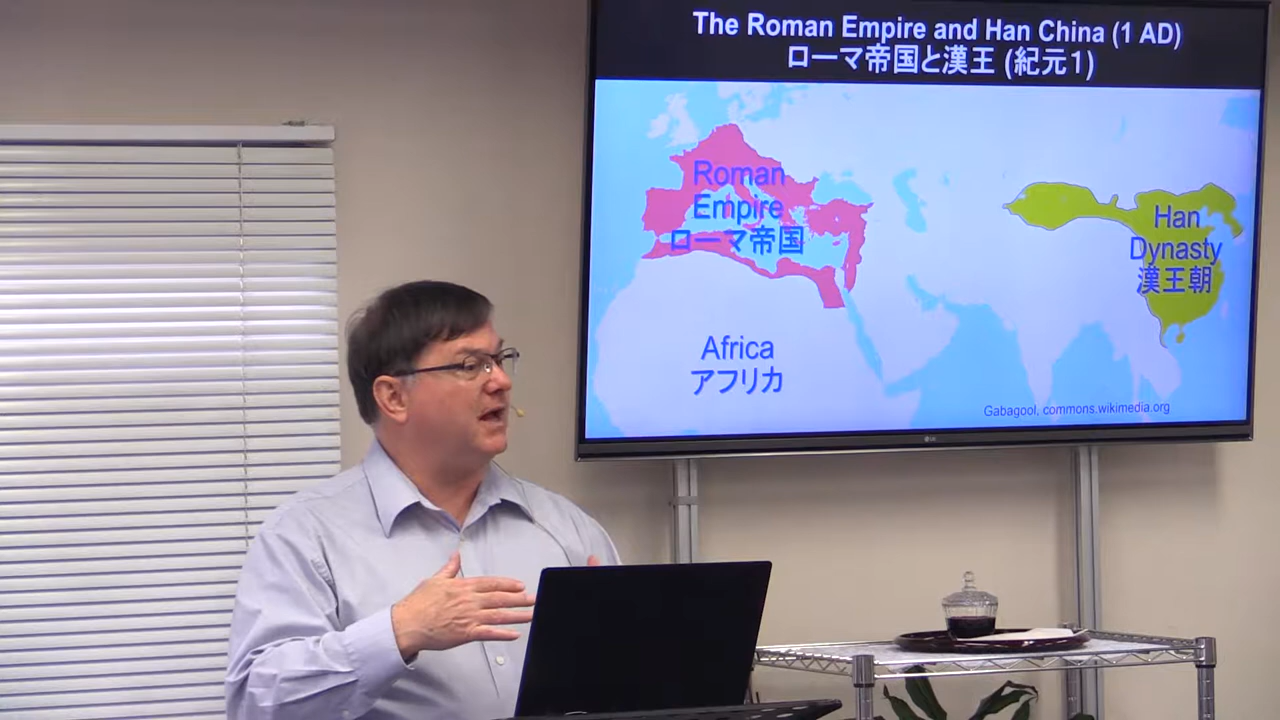 The Roman Empire and Han China (1 AD)
ローマ帝国と漢王 (紀元１)
Roman
Empire
ローマ帝国
Han
Dynasty
漢王朝
Africa
アフリカ
Gabagool, commons.wikimedia.org
LG